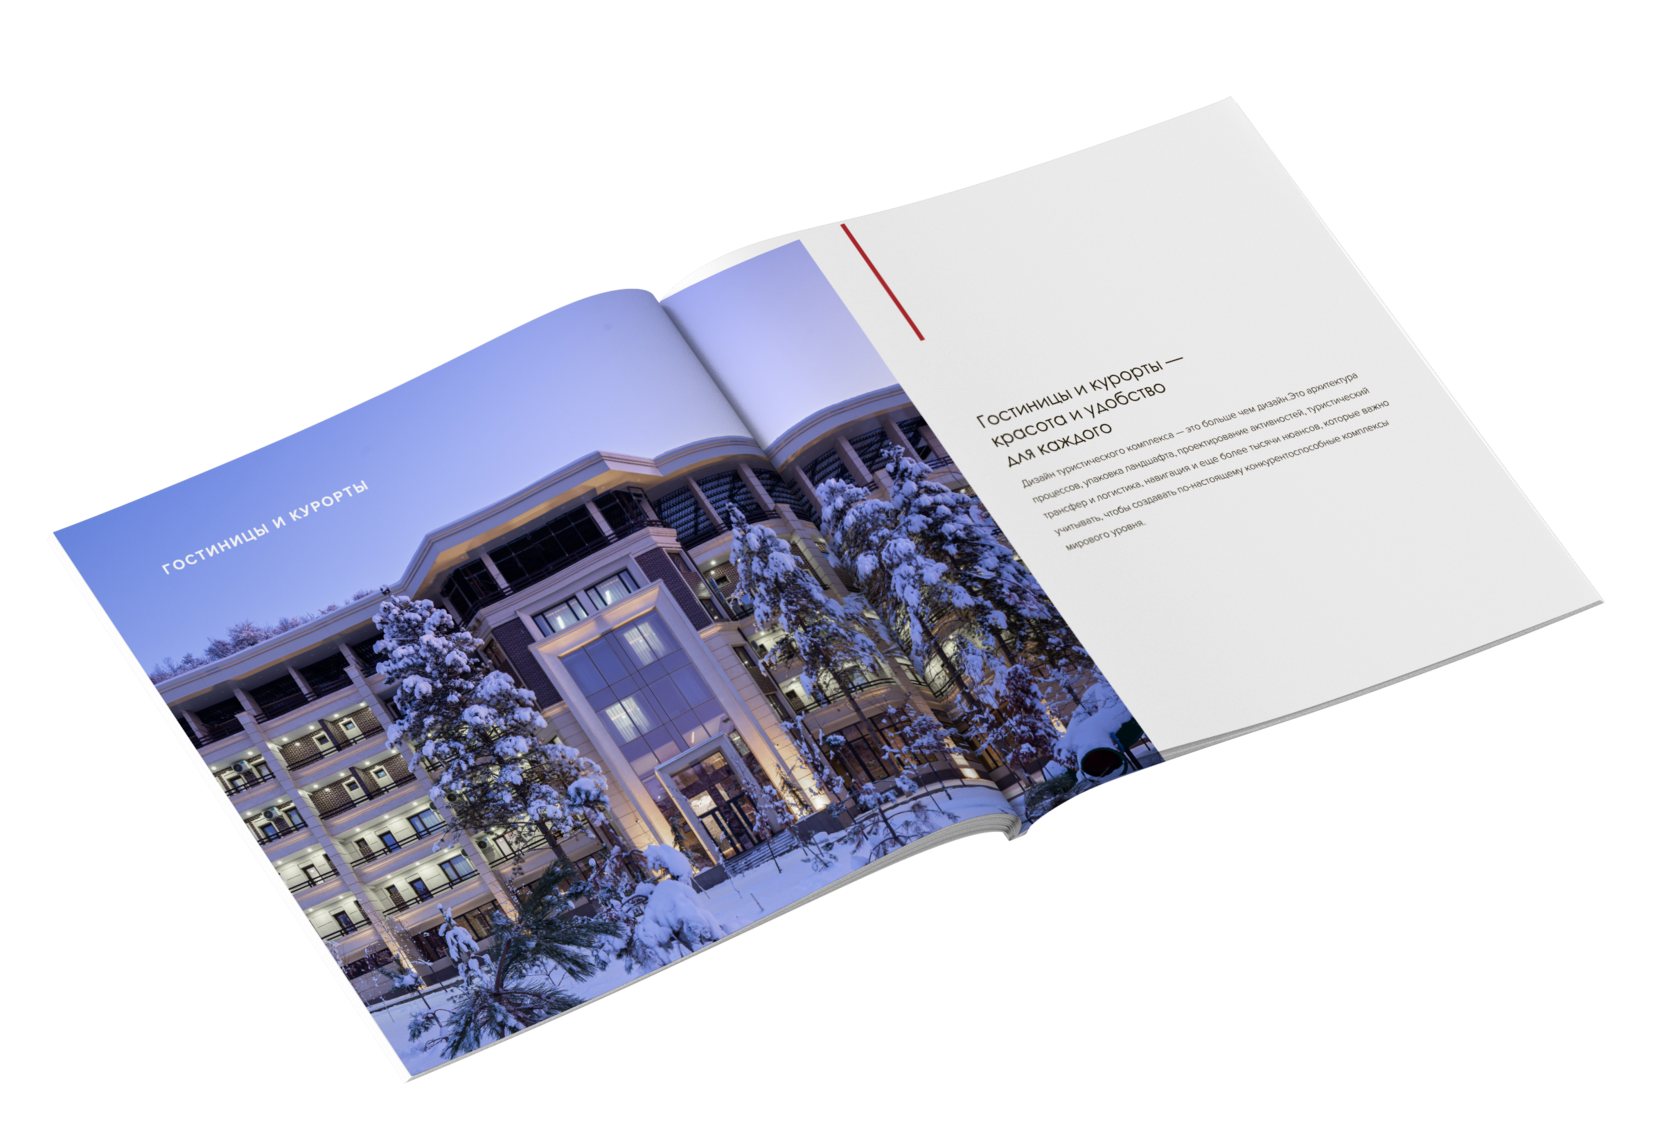 ГОСТИНИЦЫ И КУРОРТЫ
Гостиницы и курорты —
красота и удобство
для каждого
Дизайн туристического комплекса — это больше чем дизайн.Это архитектура
процессов, упаковка ландшафта, проектирование активностей, туристический
трансфер и логистика, навигация и еще более тысячи нюансов, которые важно
учитывать, чтобы создавать по-настоящему конкурентоспособные комплексы
мирового уровня.